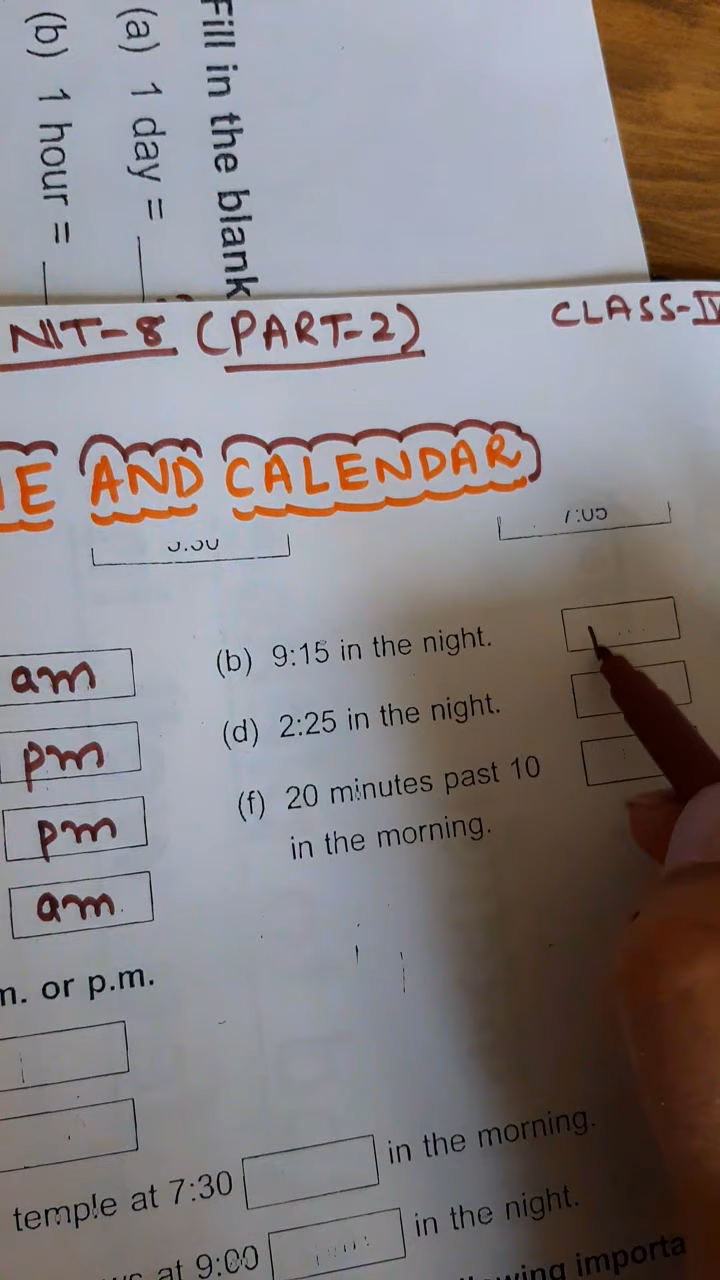 Fill in the blank
(a) 1 day =
(b) 1 hour =
NIT-8 (PART-2)
CLASS-IV
E AND CALENDAR
7:05
am
(b) 9:15 in the night.
pm
(d) 2:25 in the night.
pm
(f) 20 minutes past 10
in the morning.
am
or p.m.
temple at 7:30 in the morning.
at 9:00 in the night.
importa